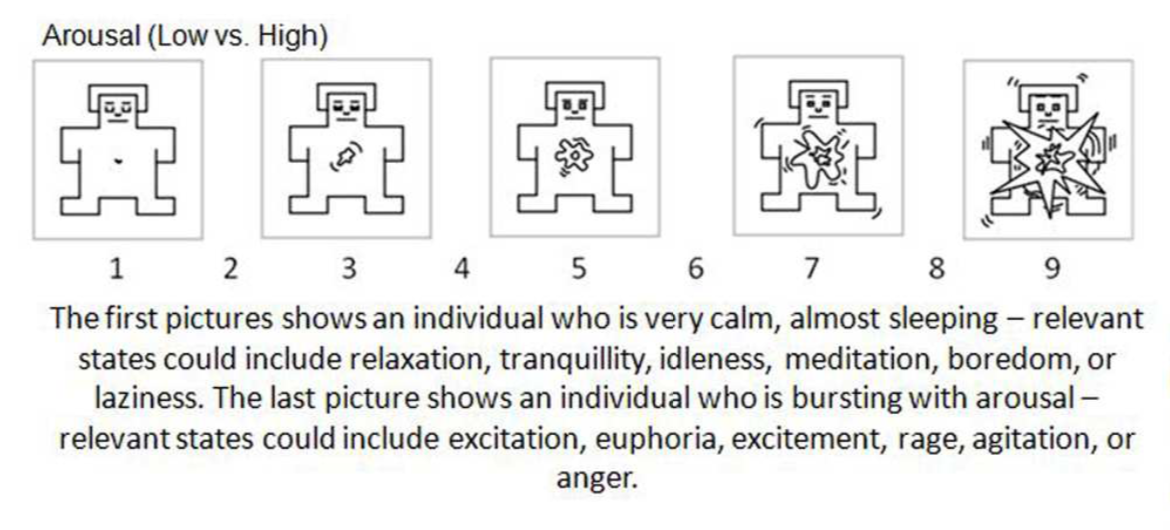 Arousal (Low vs. High)
1 2 3 4 5 6 7 8 9
The first pictures shows an individual who is very calm, almost sleeping – relevant
states could include relaxation, tranquillity, idleness, meditation, boredom, or
laziness. The last picture shows an individual who is bursting with arousal –
relevant states could include excitation, euphoria, excitement, rage, agitation, or
anger.